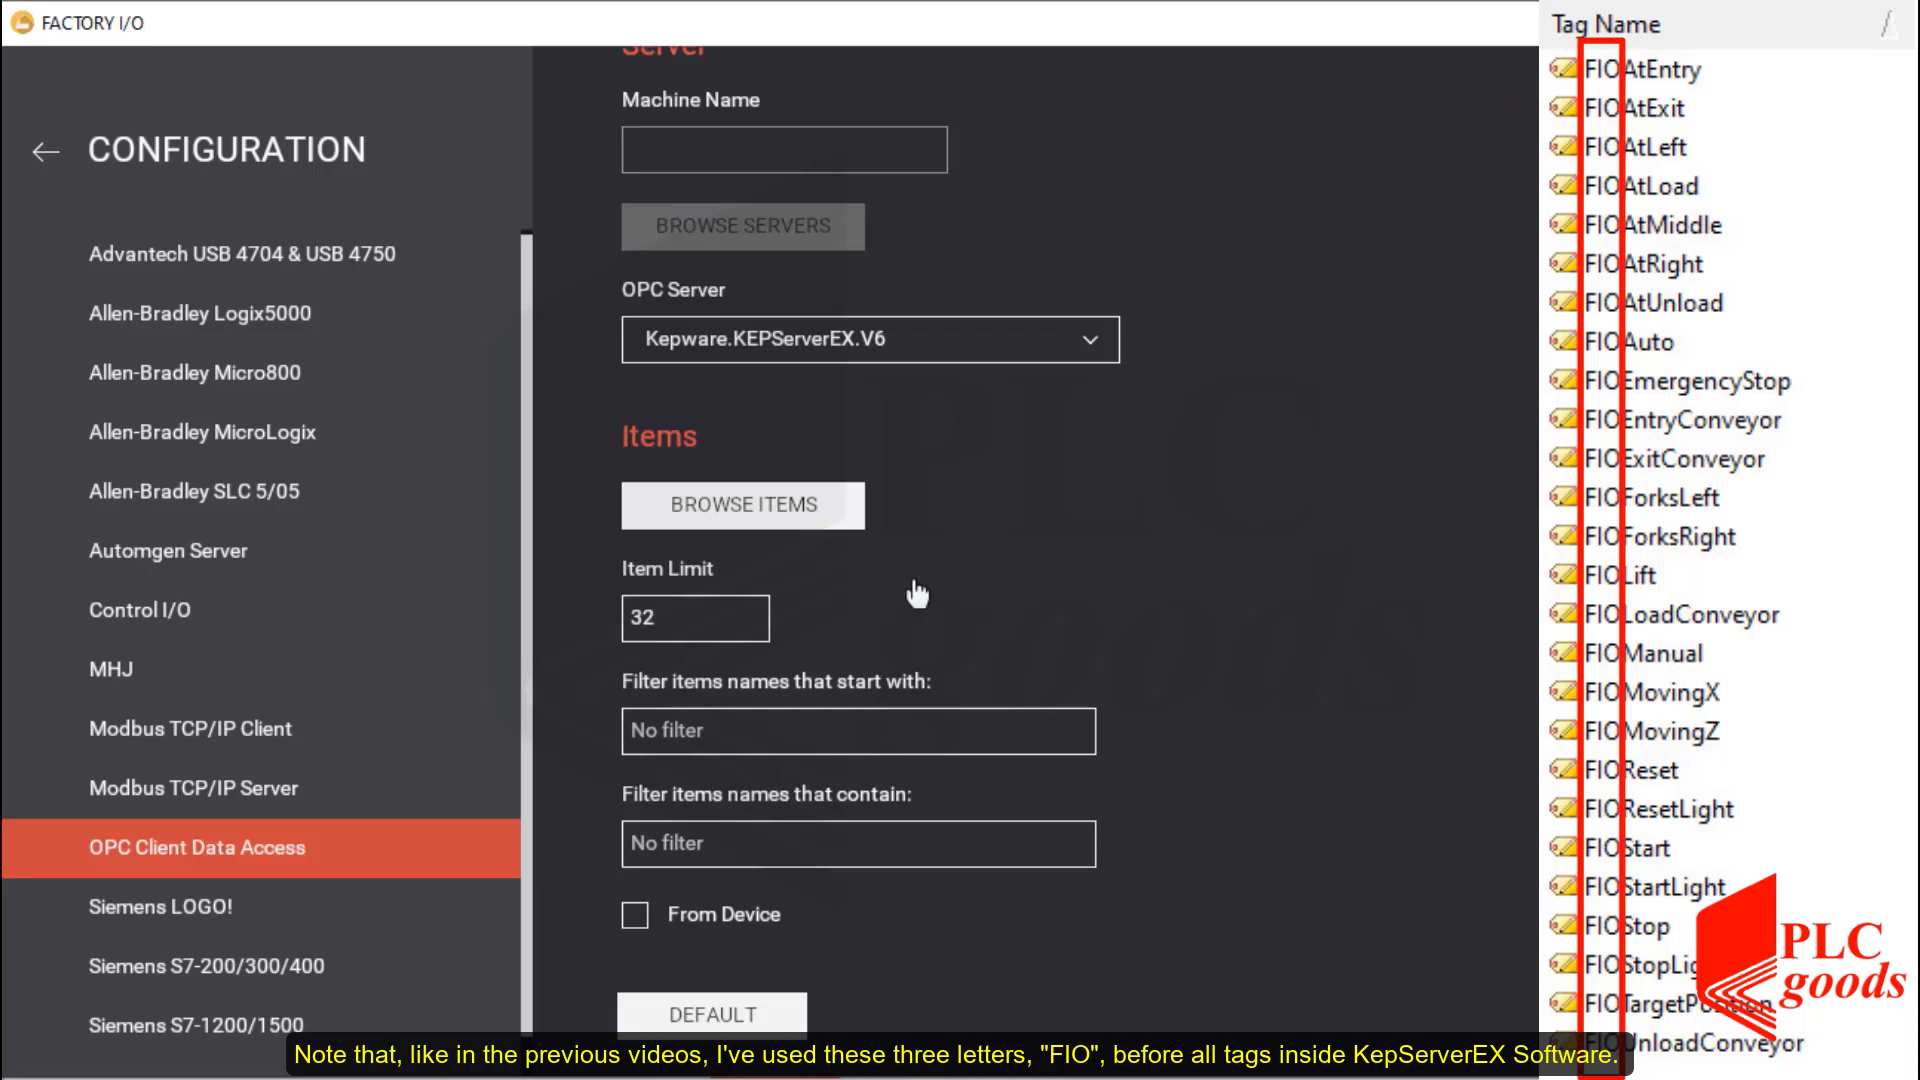 FACTORY I/O
CONFIGURATION
Advantech USB 4704 & USB 4750
Allen-Bradley Logix5000
Allen-Bradley Micro800
Allen-Bradley MicroLogix
Allen-Bradley SLC 5/05
Automgen Server
Control I/O
MHJ
Modbus TCP/IP Client
Modbus TCP/IP Server
OPC Client Data Access
Siemens LOGO!
Siemens S7-200/300/400
Siemens S7-1200/1500
Server
Machine Name
BROWSE SERVERS
OPC Server
Kepware.KEPServerEX.V6
Items
BROWSE ITEMS
Item Limit
32
Filter items names that start with:
No filter
Filter items names that contain:
No filter
From Device
DEFAULT
Tag Name
FIOAtEntry
FIOAtExit
FIOAtLeft
FIOAtLoad
FIOAtMiddle
FIOAtRight
FIOAtUnload
FIOAuto
FIOEmergencyStop
FIOEntryConveyor
FIOExitConveyor
FIOForksLeft
FIOForksRight
FIOLift
FIOLoadConveyor
FIOManual
FIOMovingX
FIOMovingZ
FIOReset
FIOResetLight
FIOStart
FIOStartLight
FIOStop
FIOStopLig
FIOTargetPosition
FIOUnloadConveyor
PLC
goods
PLC
goods
Note that, like in the previous videos, I've used these three letters, "FIO", before all tags inside KepServerEX Software.